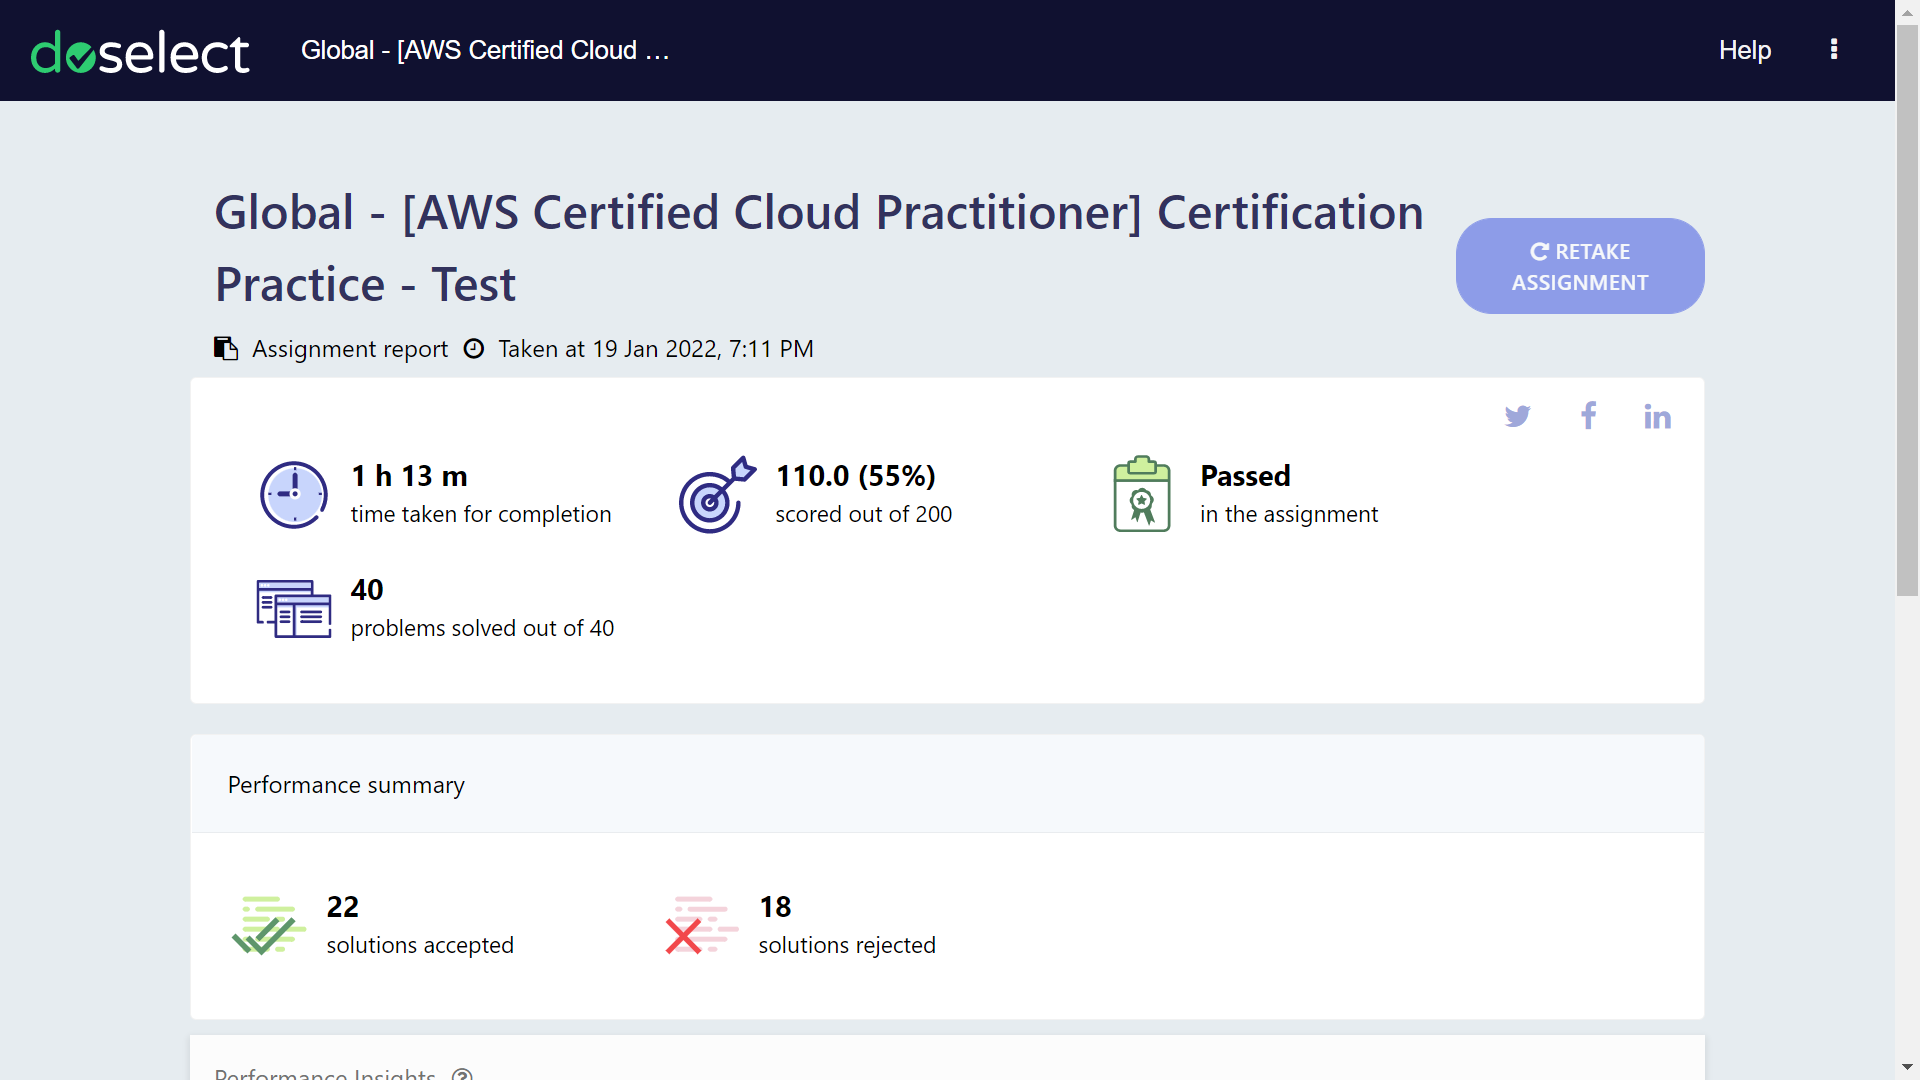 doselect
Global - [AWS Certified Cloud ...
Help
Global - [AWS Certified Cloud Practitioner] Certification
Practice - Test
RETAKE
ASSIGNMENT
Assignment report
Taken at 19 Jan 2022, 7:11 PM
1 h 13 m
time taken for completion
110.0 (55%)
scored out of 200
Passed
in the assignment
40
problems solved out of 40
Performance summary
22
solutions accepted
18
solutions rejected
Performance Insights